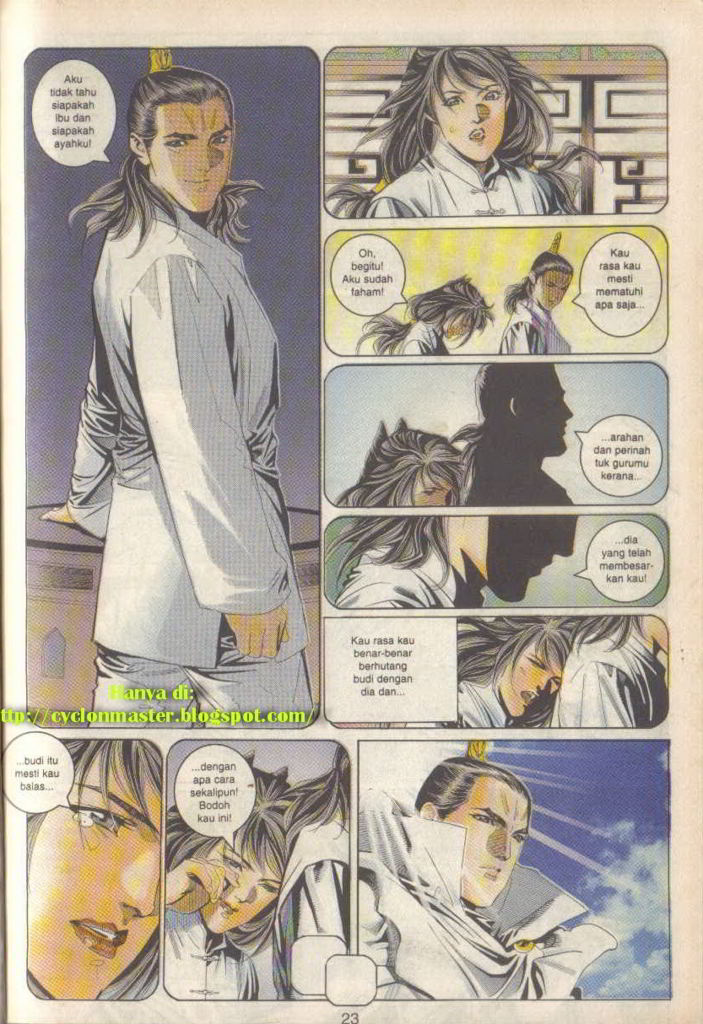 Aku
tidak tahu
siapakah
ibu dan
siapakah
ayahku!
Oh,
begitu!
Aku sudah
faham!
Kau
rasa kau
mesti
mematuhi
apa saja...
...arahan
dan perinah
tuk gurumu
kerana...
...dia
yang telah
membesar-
kan kau!
Kau rasa kau
benar-benar
berhutang
budi dengan
dia dan...
Hanya di:
ttp://cyclonmaster.blogspot.com/
...budi itu
mesti kau
balas...
...dengan
apa cara
sekalipun!
Bodoh
kau ini!
23